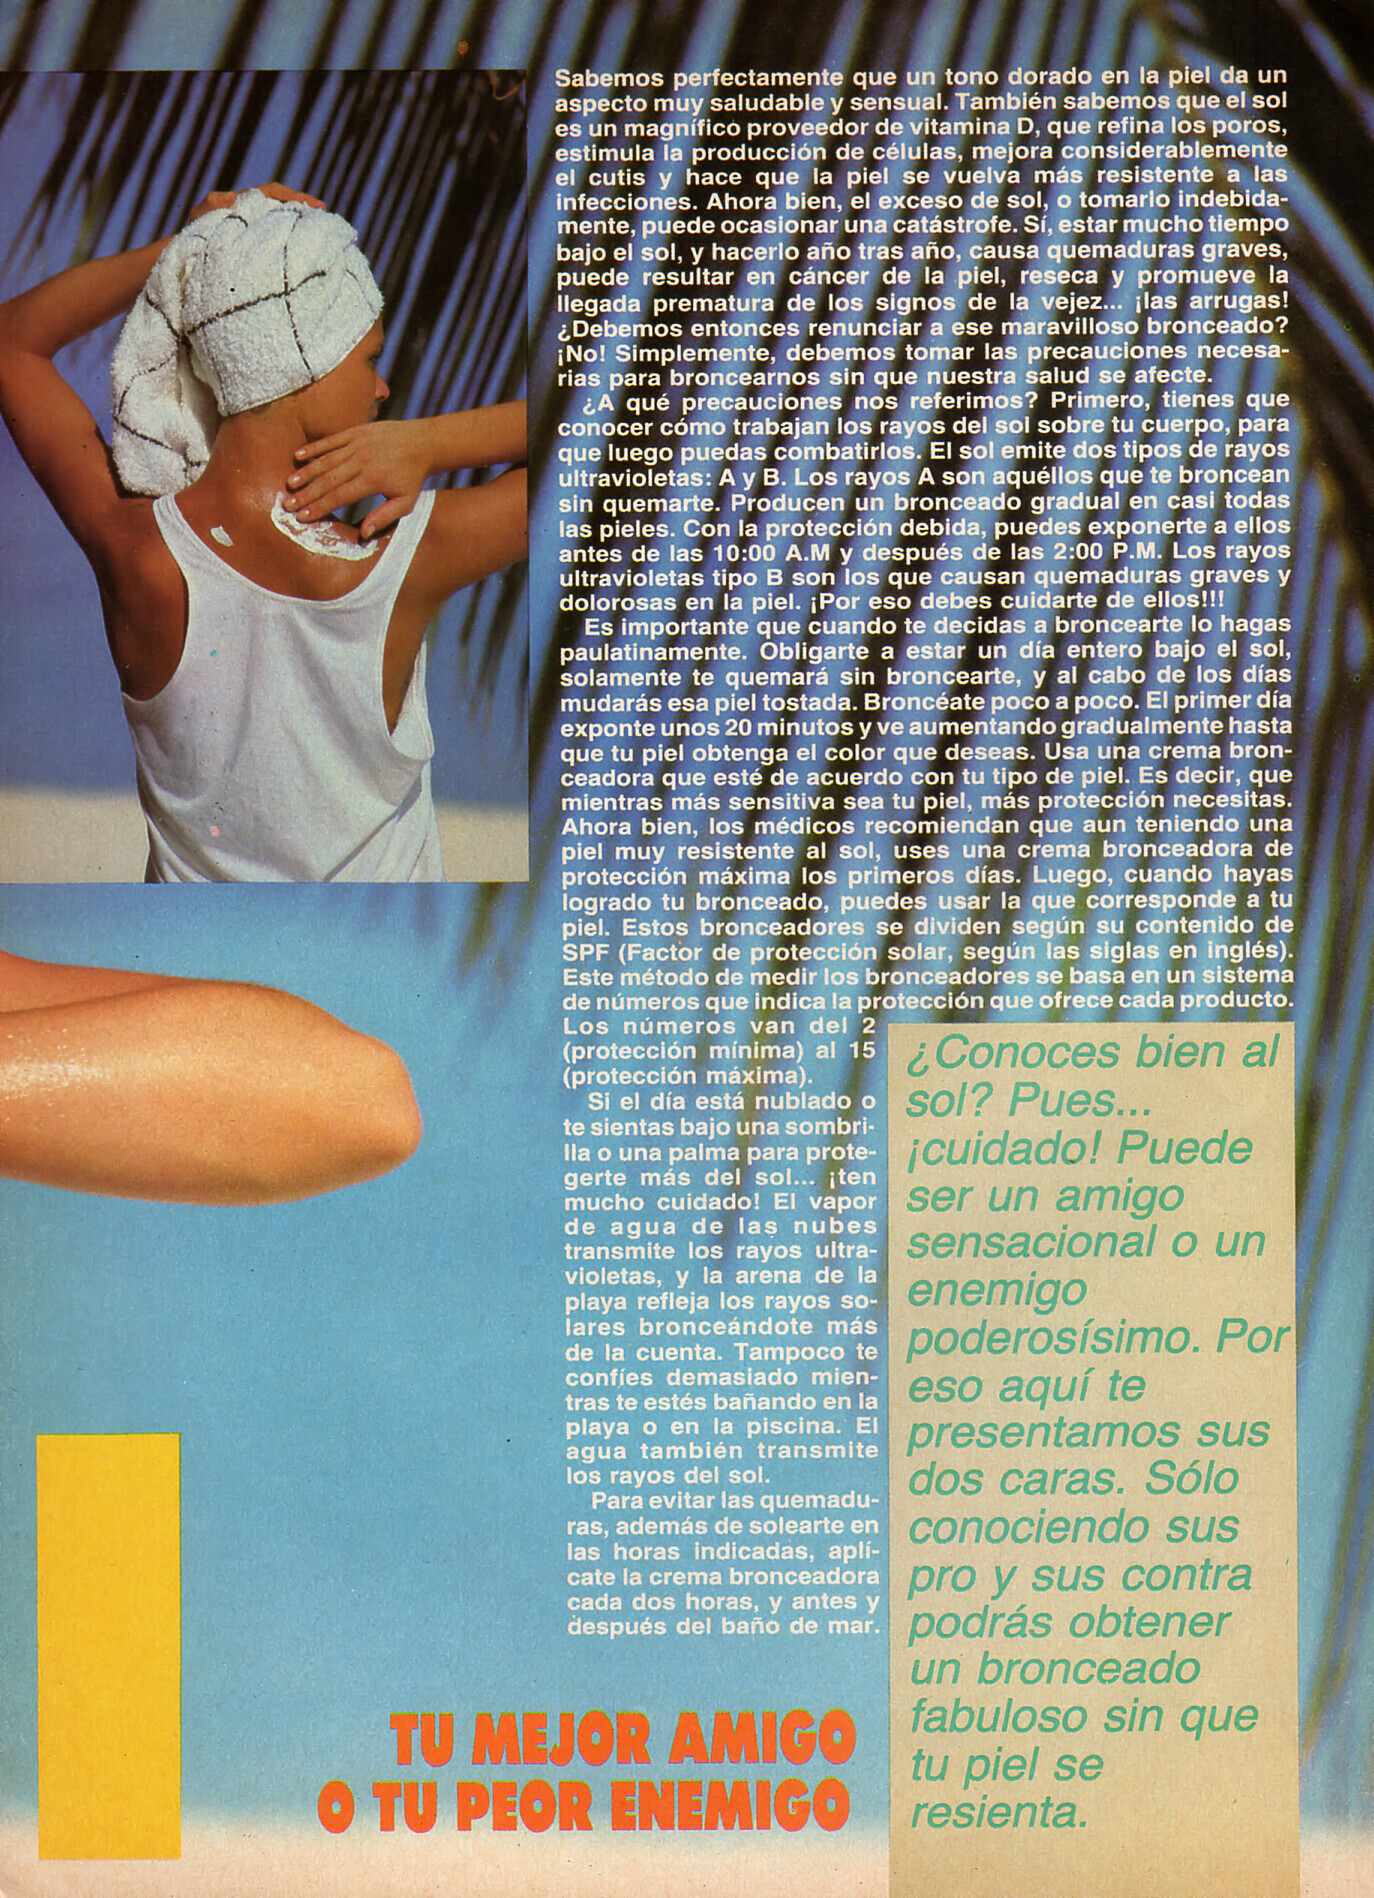 Sabemos perfectamente que un tono dorado en la piel da un
aspecto muy saludable y sensual. También sabemos que el sol
es un magnífico proveedor de vitamina D, que refina los poros,
estimula la producción de células, mejora considerablemente
el cutis y hace que la piel se vuelva más resistente a las
infecciones. Ahora bien, el exceso de sol, o tomarlo indebida-
mente, puede ocasionar una catástrofe. Sí, estar mucho tiempo
bajo el sol, y hacerlo año tras año, causa quemaduras graves,
puede resultar en cáncer de la piel, reseca y promueve la
llegada prematura de los signos de la vejez... ¡las arrugas!
¿Debemos entonces renunciar a ese maravilloso bronceado?
¡No! Simplemente, debemos tomar las precauciones necesa-
rias para broncearnos sin que nuestra salud se afecte.
¿A qué precauciones nos referimos? Primero, tienes que
conocer cómo trabajan los rayos del sol sobre tu cuerpo, para
que luego puedas combatirlos. El sol emite dos tipos de rayos
ultravioletas: A y B. Los rayos A son aquéllos que te broncean
sin quemarte. Producen un bronceado gradual en casi todas
las pieles. Con la protección debida, puedes exponerte a ellos
antes de las 10:00 A.M y después de las 2:00 P.M. Los rayos
ultravioletas tipo B son los que causan quemaduras graves y
dolorosas en la piel. ¡Por eso debes cuidarte de ellos!!!
Es importante que cuando te decidas a broncearte lo hagas
paulatinamente. Obligarte a estar un día entero bajo el sol,
solamente te quemará sin broncearte, y al cabo de los días
mudarás esa piel tostada. Broncéate poco a poco. El primer día
exponte unos 20 minutos y ve aumentando gradualmente hasta
que tu piel obtenga el color que deseas. Usa una crema bron-
ceadora que esté de acuerdo con tu tipo de piel. Es decir, que
mientras más sensitiva sea tu piel, más protección necesitas.
Ahora bien, los médicos recomiendan que aun teniendo una
piel muy resistente al sol, uses una crema bronceadora de
protección máxima los primeros días. Luego, cuando hayas
logrado tu bronceado, puedes usar la que corresponde a tu
piel. Estos bronceadores se dividen según su contenido de
SPF (Factor de protección solar, según las siglas en inglés).
Este método de medir los bronceadores se basa en un sistema
de números que indica la protección que ofrece cada producto.
Los números van del 2
(protección mínima) al 15
(protección máxima).
Si el día está nublado o
te sientas bajo una sombri-
lla o una palma para prote-
gerte más del sol... ¡ten
mucho cuidado! El vapor
de agua de las nubes
transmite los rayos ultra-
violetas, y la arena de la
playa refleja los rayos so-
lares bronceándote más
de la cuenta. Tampoco te
confíes demasiado mien-
tras te estés bañando en la
playa o en la piscina. El
agua también transmite
los rayos del sol.
Para evitar las quemadu-
ras, además de solearte en
las horas indicadas, aplí-
cate la crema bronceadora
cada dos horas, y antes y
después del baño de mar.
¿Conoces bien al
sol? Pues...
¡cuidado! Puede
ser un amigo
sensacional o un
enemigo
poderosísimo. Por
eso aquí te
presentamos sus
dos caras. Sólo
conociendo sus
pro y sus contra
podrás obtener
un bronceado
fabuloso sin que
tu piel se
resienta.
TU MEJOR AMIGO
O TU PEOR ENEMIGO